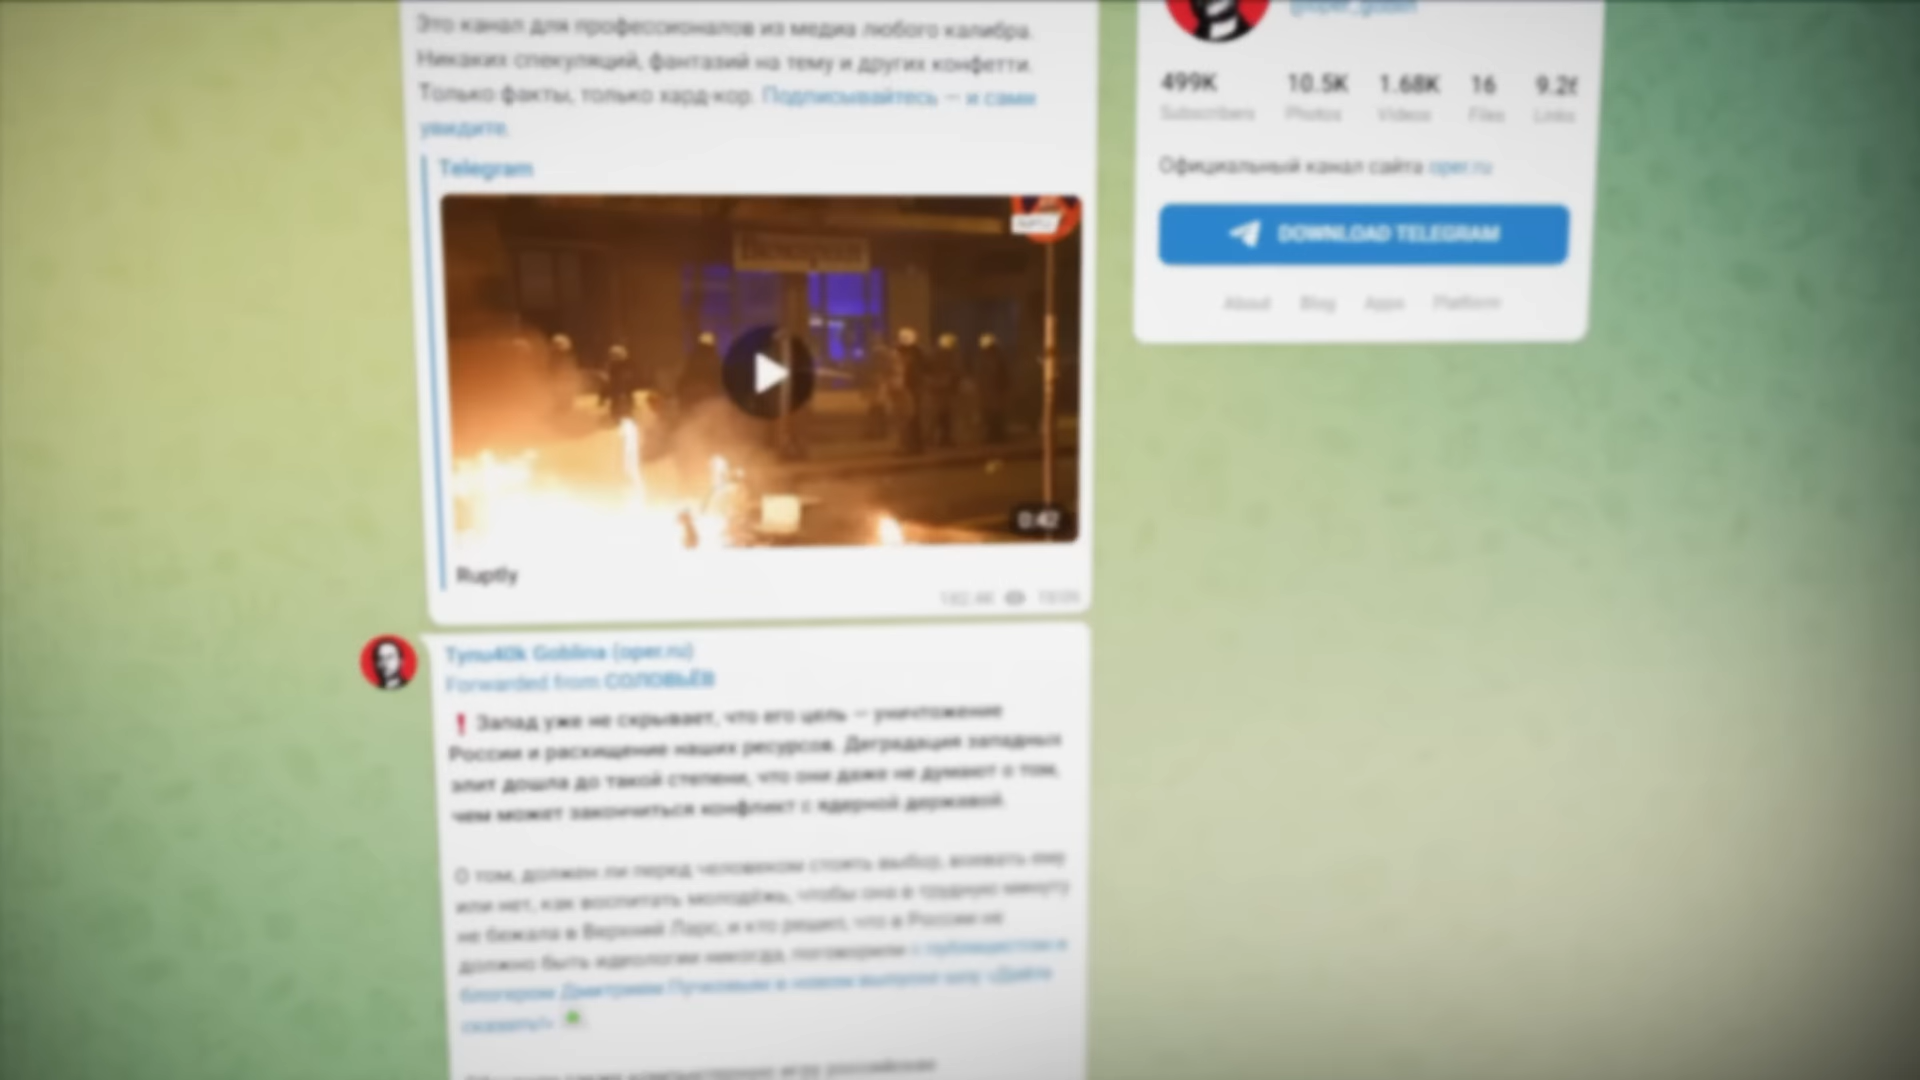 Это канал для профессионалов из медиа любого калибра.
Никаких спекуляций, фантазий на тему и других конфетти.
Только факты, только хард-кор. Подписывайтесь — и сами
увидите.
Telegram
0:42
Ruptly
Tynu40k Goblina (oper.ru)
Forwarded from СОЛОВЬЁВ
❗ Запад уже не скрывает, что его цель — уничтожение
России и расхищение наших ресурсов. Деградация западных
элит дошла до такой степени, что они даже не думают о том,
чем может закончиться конфликт с ядерной державой.
О том, должен ли перед человеком стоять выбор, воевать ему
или нет, как воспитать молодёжь, чтобы она в трудную минуту
не бежала в Верхний Ларс, и кто решил, что в России не
должно быть идеологии никогда, поговорили с публицистом и
блогером Дмитрием Пучковым в новом выпуске шоу
499K 10.5K 1.68K 16
Subscribers Photos Videos Files Links
Официальный канал сайта oper.ru
DOWNLOAD TELEGRAM
About Blog Apps Platform